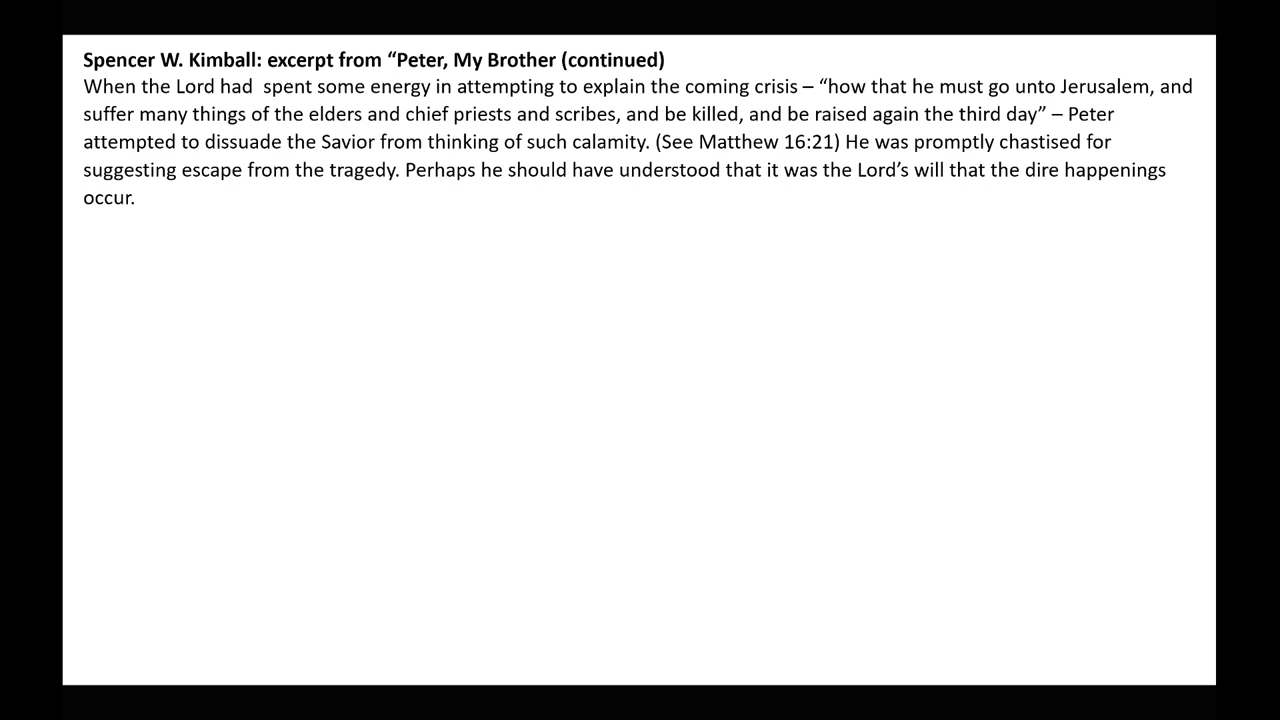 Spencer W. Kimball: excerpt from “Peter, My Brother (continued)
When the Lord had  spent some energy in attempting to explain the coming crisis – “how that he must go unto Jerusalem, and
suffer many things of the elders and chief priests and scribes, and be killed, and be raised again the third day” – Peter
attempted to dissuade the Savior from thinking of such calamity. (See Matthew 16:21) He was promptly chastised for
suggesting escape from the tragedy. Perhaps he should have understood that it was the Lord’s will that the dire happenings
occur.